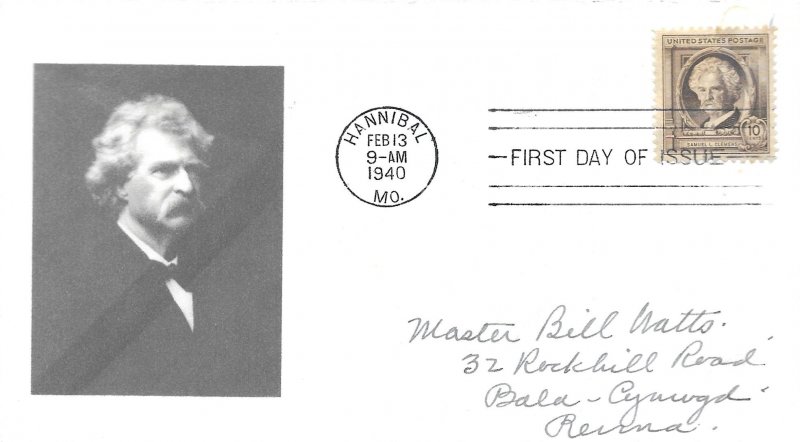 UNITED STATES POSTAGE
10
CENTS
SAMUEL L. CLEMENS
HANNIBAL
FEB 13
9-AM
1940
MO.
FIRST DAY OF ISSUE
Master Bill Watts.
32 Rockhill Road
Bala-Cynwyd
Penna.